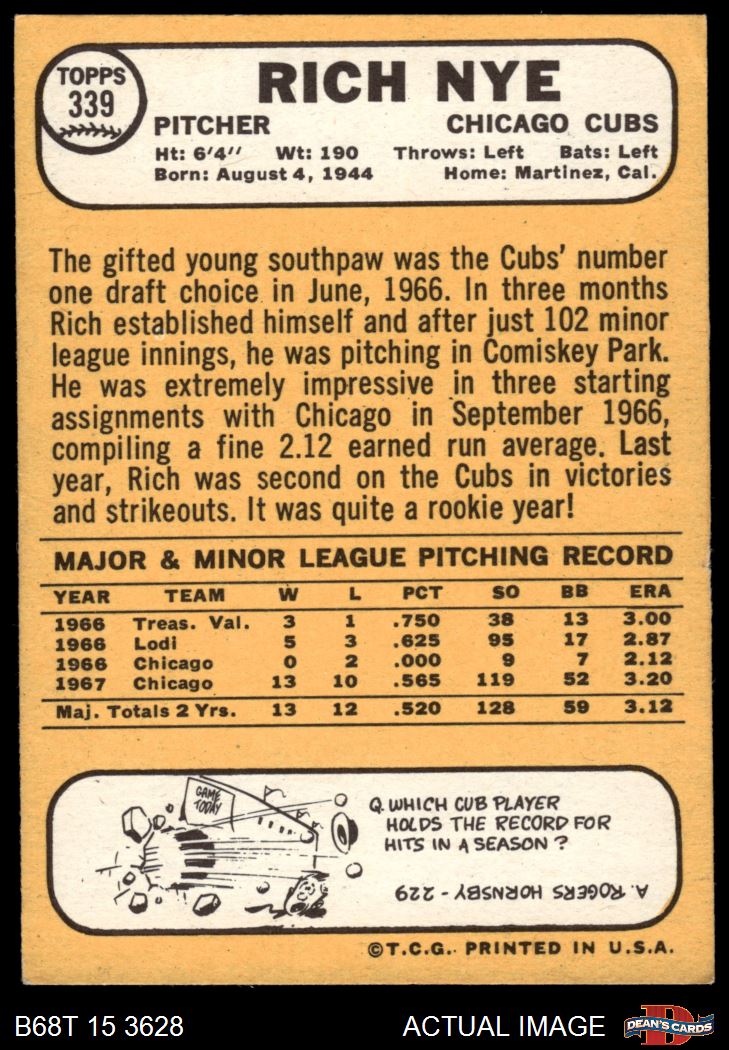 TOPPS
339
RICH NYE
PITCHER CHICAGO CUBS
Ht: 6'4" Wt: 190 Throws: Left Bats: Left
Born: August 4, 1944 Home: Martinez, Cal.
The gifted young southpaw was the Cubs' number
one draft choice in June, 1966. In three months
Rich established himself and after just 102 minor
league innings, he was pitching in Comiskey Park.
He was extremely impressive in three starting
assignments with Chicago in September 1966,
compiling a fine 2.12 earned run average. Last
year, Rich was second on the Cubs in victories
and strikeouts. It was quite a rookie year!
MAJOR & MINOR LEAGUE PITCHING RECORD
YEAR TEAM W L PCT SO BB ERA
1966 Treas. Val. 3 1 .750 38 13 3.00
1966 Lodi 5 3 .625 95 17 2.87
1966 Chicago 0 2 .000 9 7 2.12
1967 Chicago 13 10 .565 119 52 3.20
Maj. Totals 2 Yrs. 13 12 .520 128 59 3.12
GAME
TODAY
Q. WHICH CUB PLAYER
HOLDS THE RECORD FOR
HITS IN A SEASON?
A. ROGERS HORNSBY - 229
©T.C.G. PRINTED IN U.S.A.
B68T 15 3628 ACTUAL IMAGE
DEAN'S CARDS